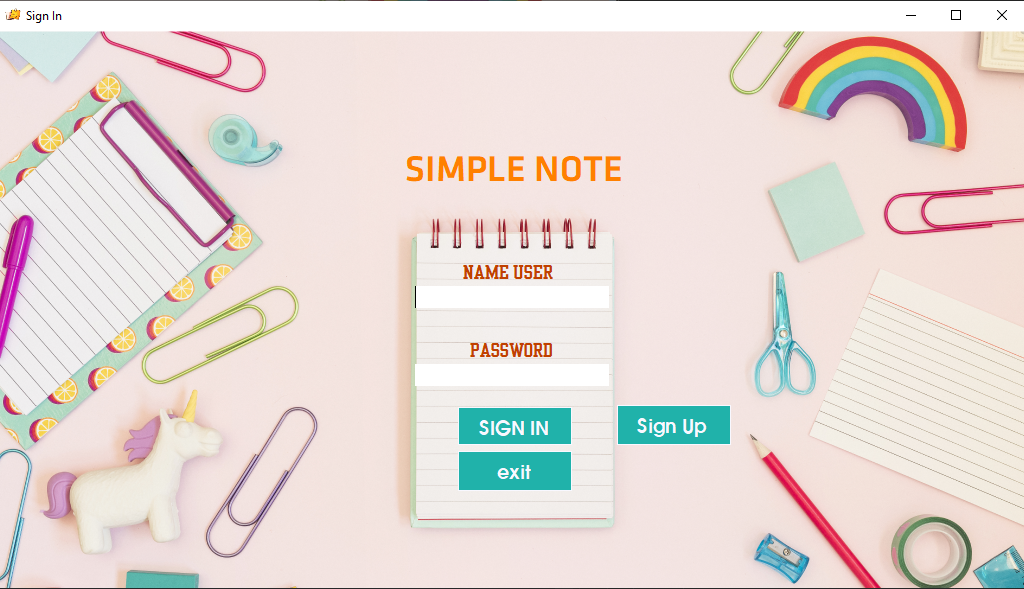 Sign In
SIMPLE NOTE
NAME USER
PASSWORD
SIGN IN
Sign Up
exit